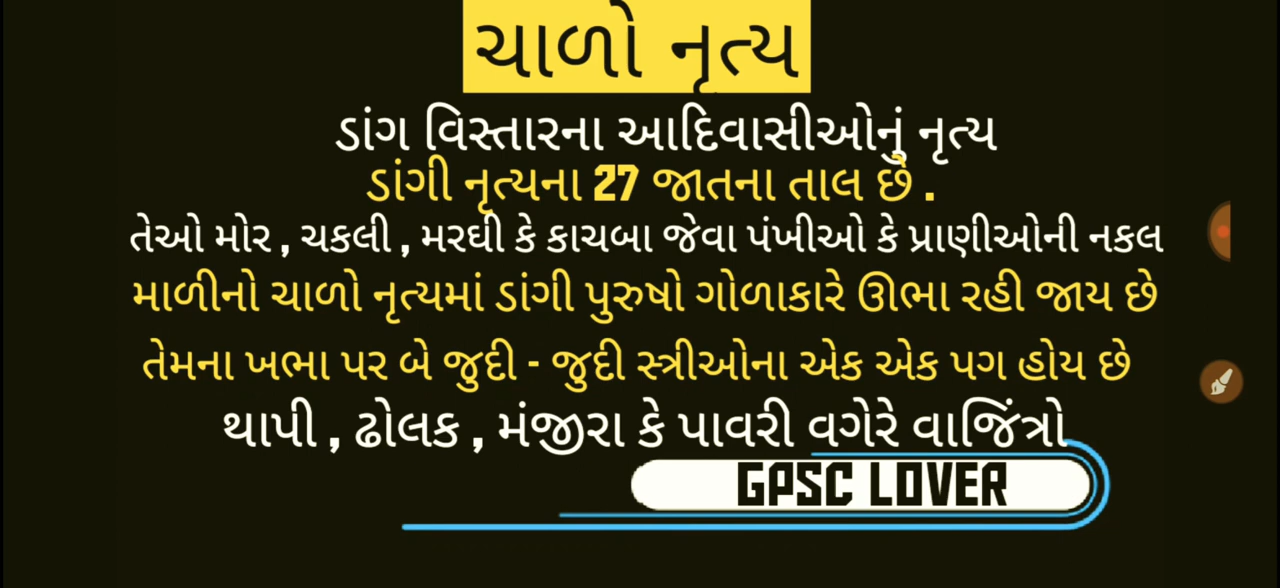 ચાળો નૃત્ય
ડાંગ વિસ્તારના આદિવાસીઓનું નૃત્ય
ડાંગી નૃત્યના 27 જાતના તાલ છે .
તેઓ મોર , ચકલી , મરઘી કે કાચબા જેવા પંખીઓ કે પ્રાણીઓની નકલ
માળીનો ચાળો નૃત્યમાં ડાંગી પુરુષો ગોળાકારે ઊભા રહી જાય છે
તેમના ખભા પર બે જુદી - જુદી સ્ત્રીઓના એક એક પગ હોય છે
થાપી , ઢોલક , મંજીરા કે પાવરી વગેરે વાજિંત્રો
GPSC LOVER